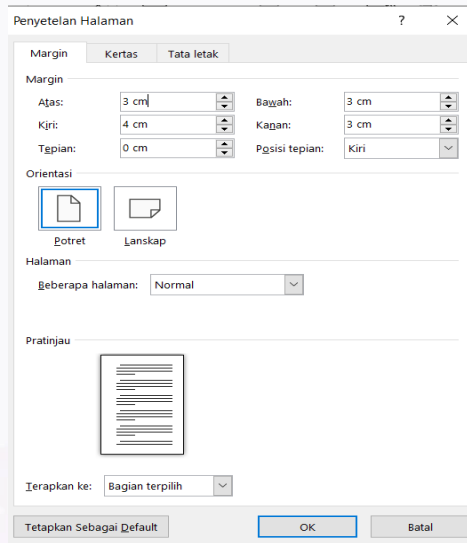 Penyetelan Halaman ? ×
Margin Kertas Tata letak
Margin
Atas: 3 cm Bawah: 3 cm
Kiri: 4 cm Kanan: 3 cm
Tepian: 0 cm Posisi tepian: Kiri
Orientasi
Potret Lanskap
Halaman
Beberapa halaman: Normal
Pratinjau
Terapkan ke: Bagian terpilih
Tetapkan Sebagai Default OK Batal